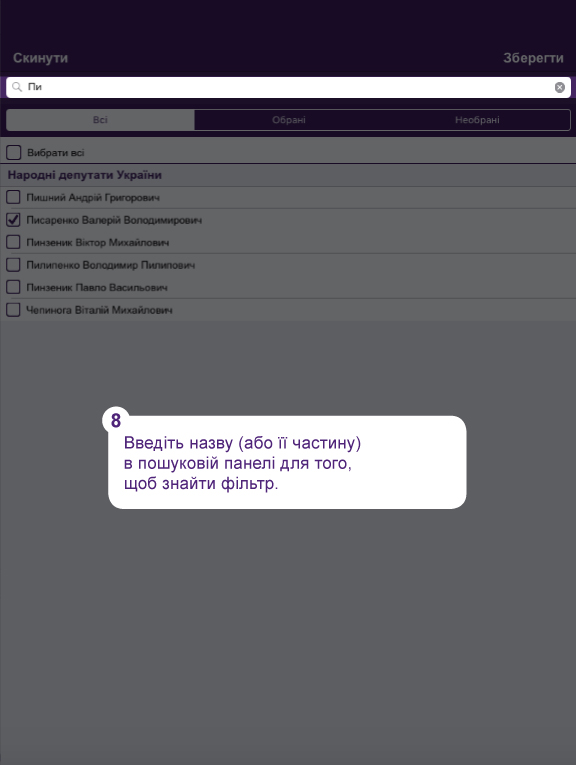 Скинути
Зберегти
Пи
Всі
Обрані
Необрані
Вибрати всі
Народні депутати України
Пишний Андрій Григорович
Писаренко Валерій Володимирович
Пинзеник Віктор Михайлович
Пилипенко Володимир Пилипович
Пинзеник Павло Васильович
Чепинога Віталій Михайлович
8
Введіть назву (або її частину)
в пошуковій панелі для того,
щоб знайти фільтр.